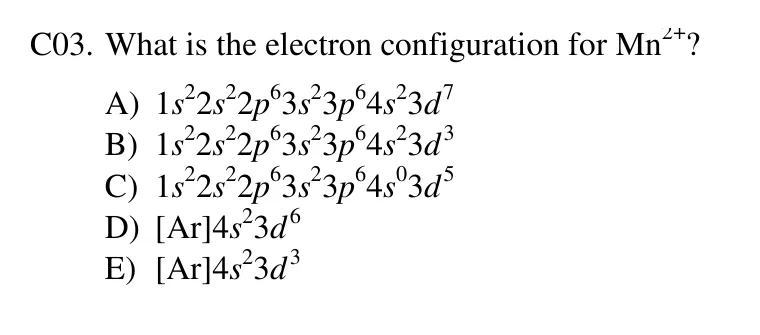 C03. What is the electron configuration for Mn²⁺?
A) 1s²2s²2p⁶3s²3p⁶4s²3d⁷
B) 1s²2s²2p⁶3s²3p⁶4s²3d³
C) 1s²2s²2p⁶3s²3p⁶4s⁰3d⁵
D) [Ar]4s²3d⁶
E) [Ar]4s²3d³